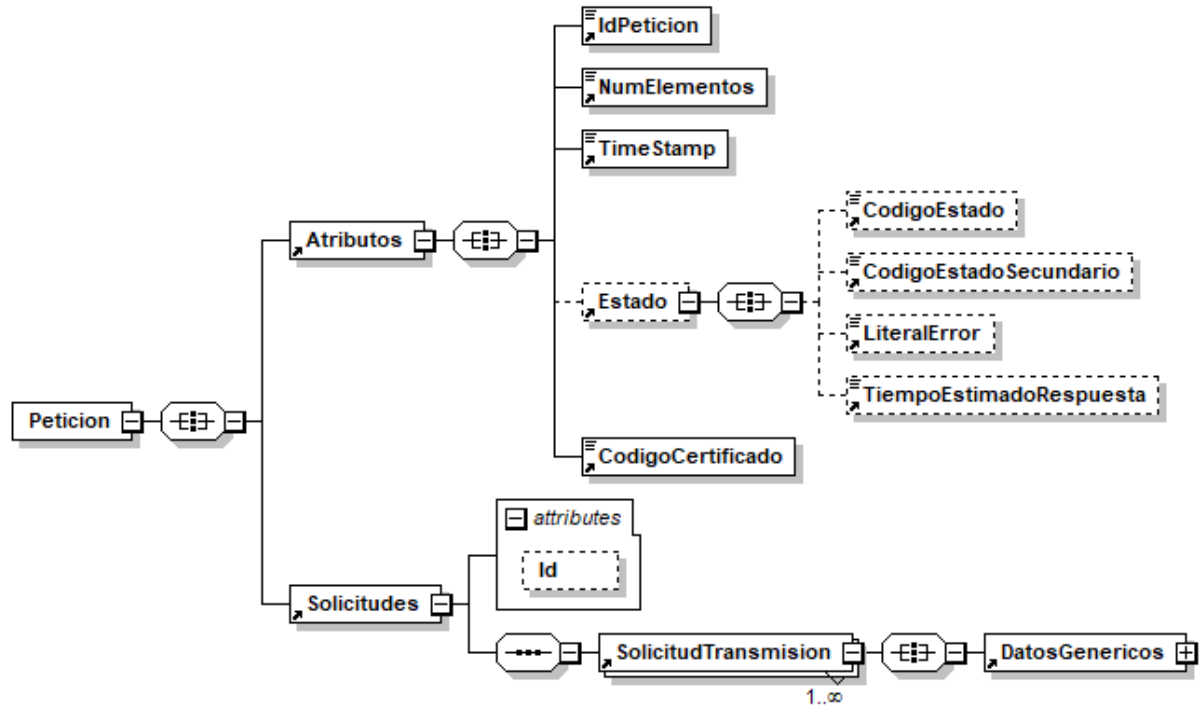 IdPeticion
NumElementos
TimeStamp
CodigoEstado
Atributos
CodigoEstadoSecundario
Estado
LiteralError
TiempoEstimadoRespuesta
Peticion
CodigoCertificado
attributes
Id
Solicitudes
SolicitudTransmision
DatosGenericos
1..∞